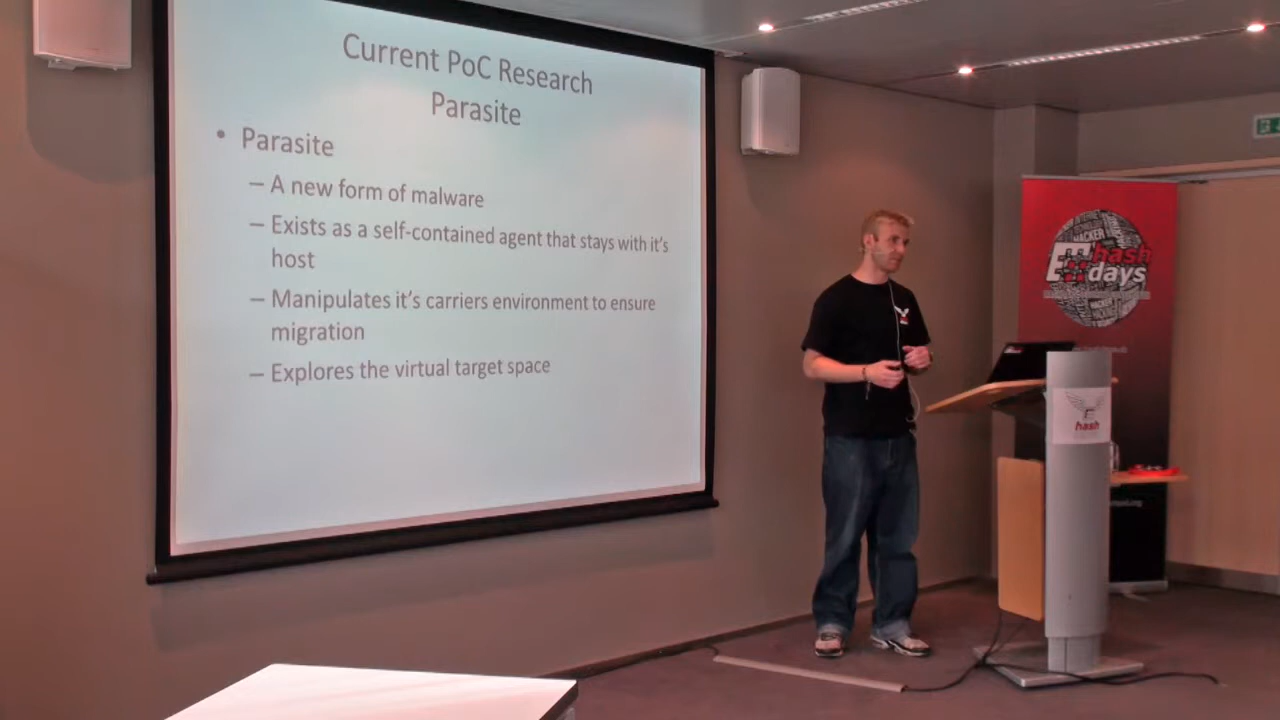 Current PoC Research
Parasite
• Parasite
– A new form of malware
– Exists as a self-contained agent that stays with it's
host
– Manipulates it's carriers environment to ensure
migration
– Explores the virtual target space
HACKER
hash
days
hash